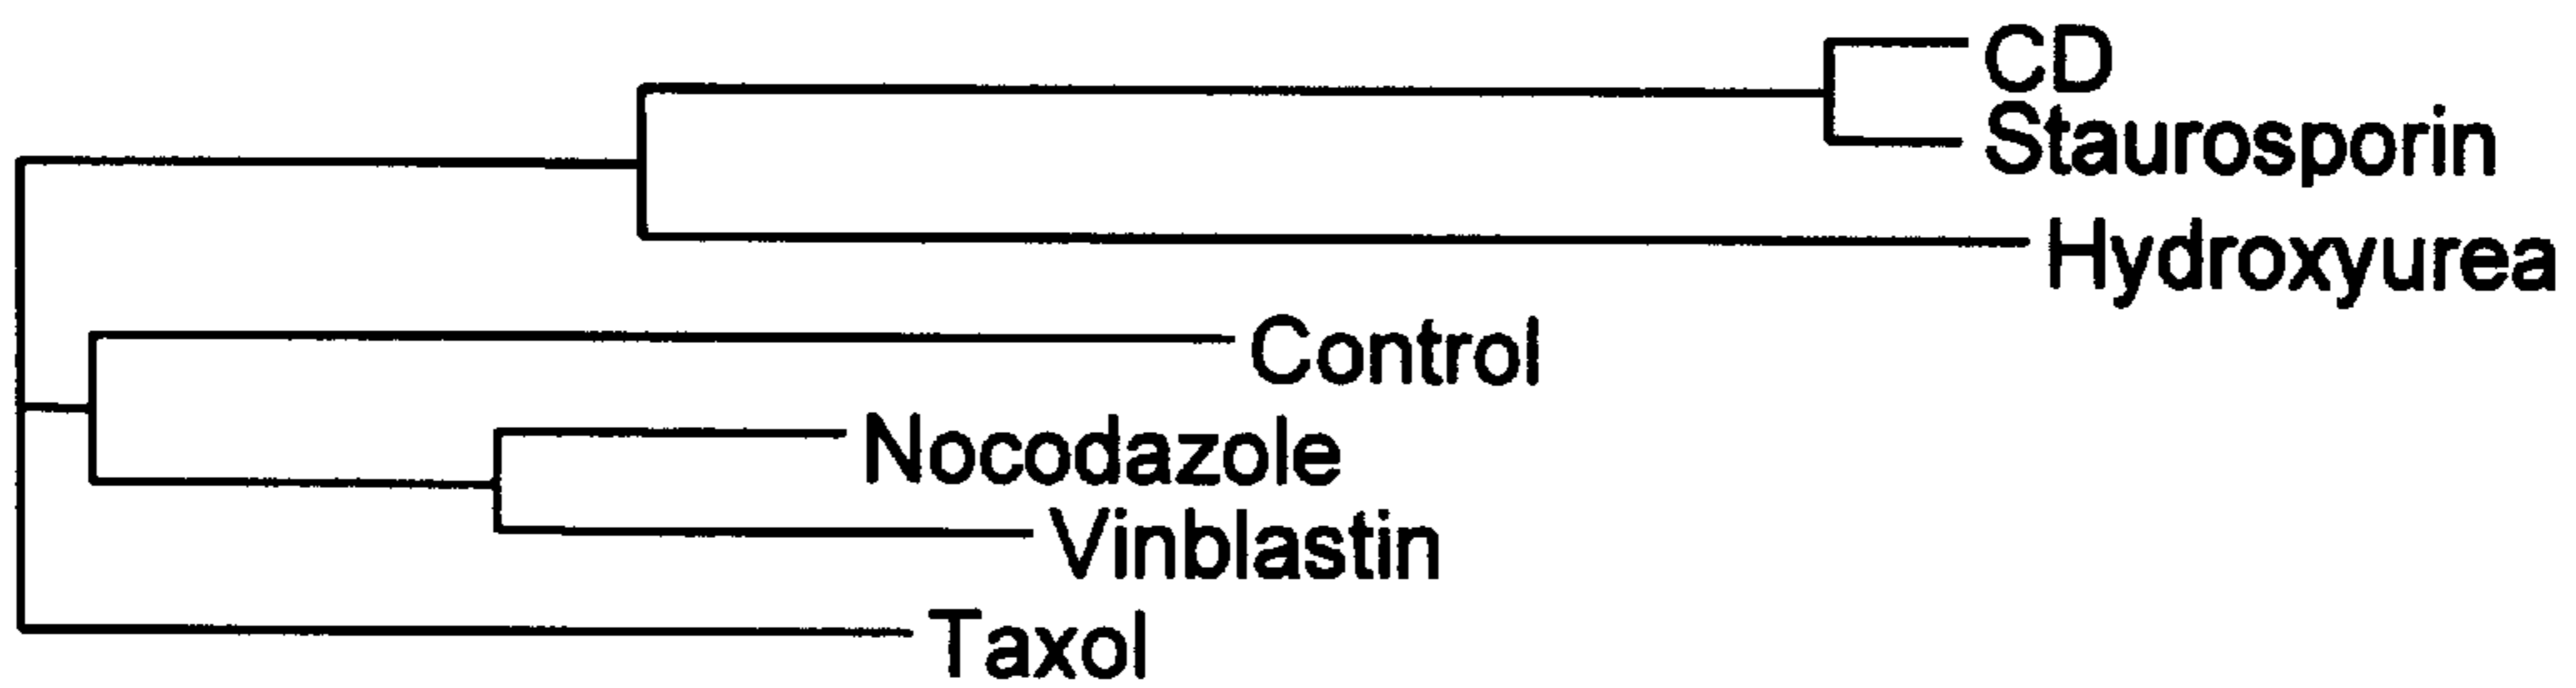 CD
Staurosporin
Hydroxyurea
Control
Nocodazole
Vinblastin
Taxol